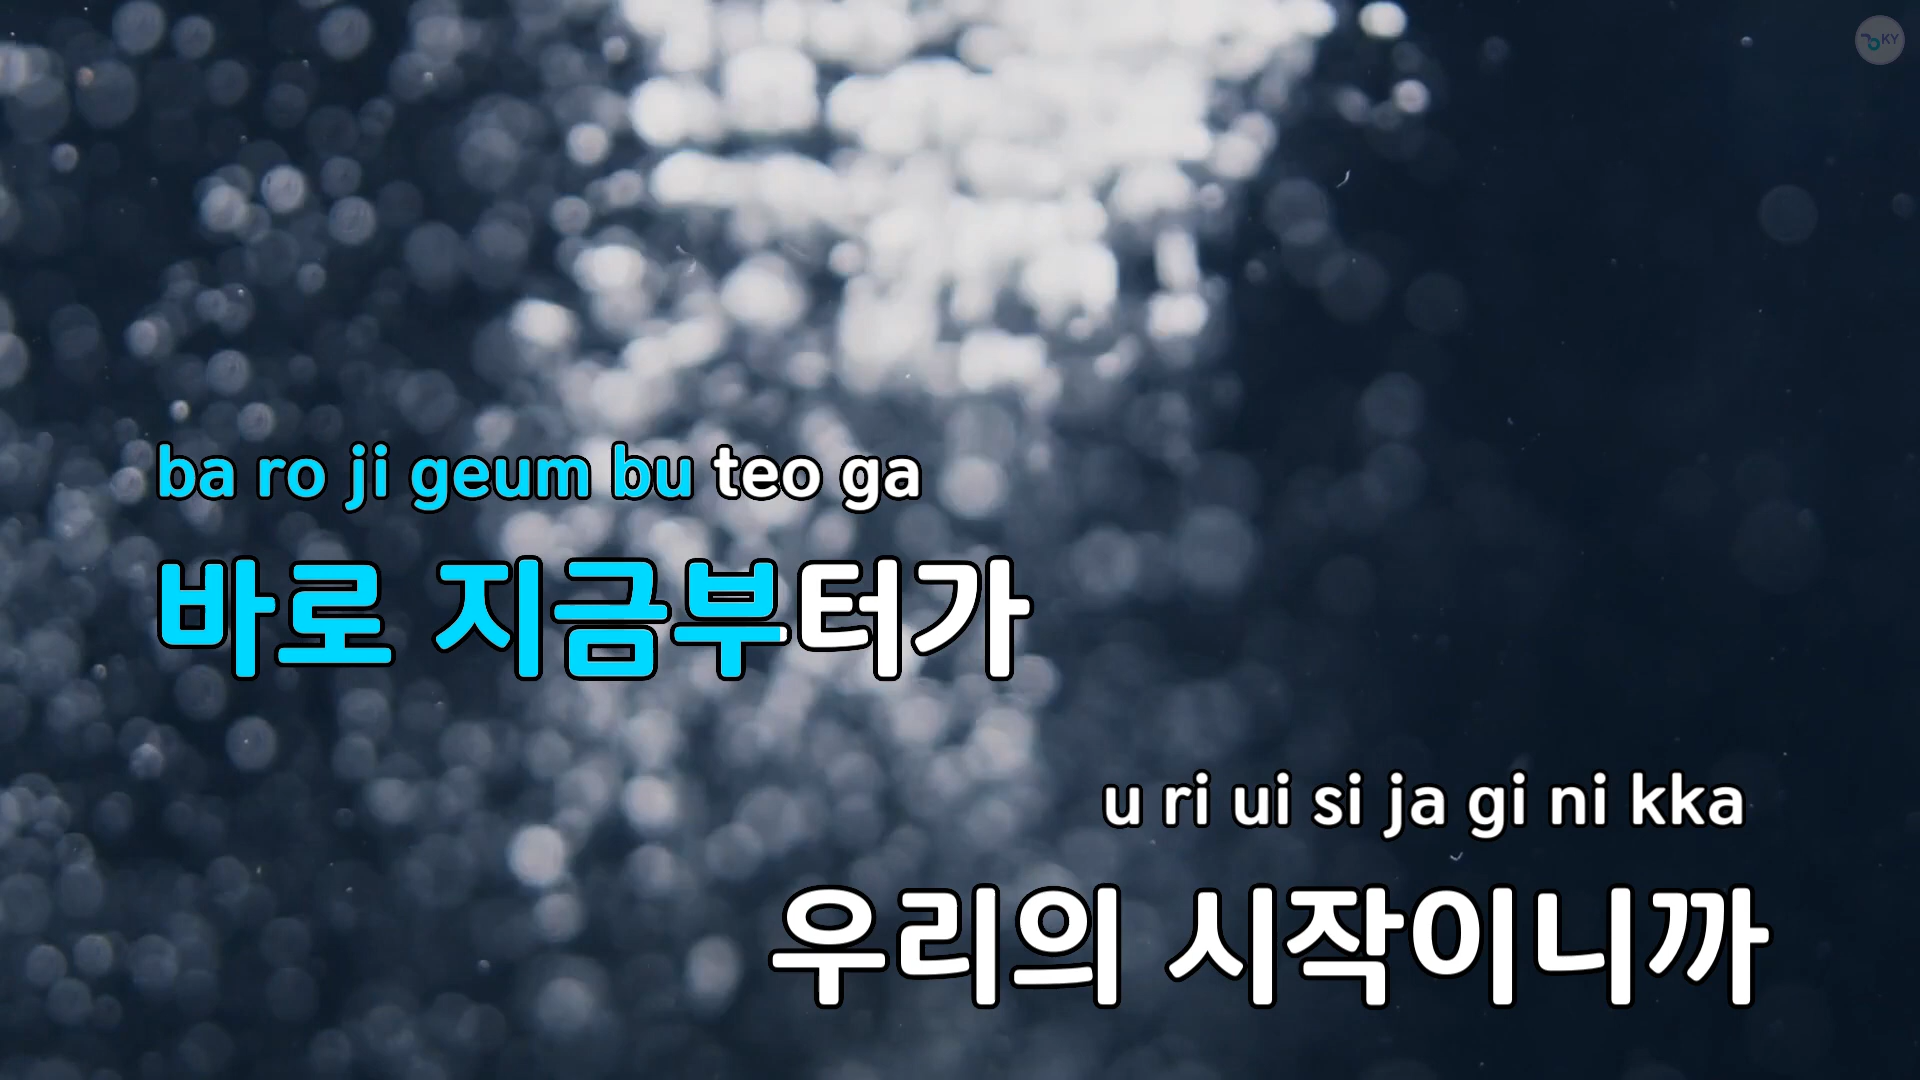 KY
ba ro ji geum bu teo ga
바로 지금부터가
u ri ui si ja gi ni kka
우리의 시작이니까